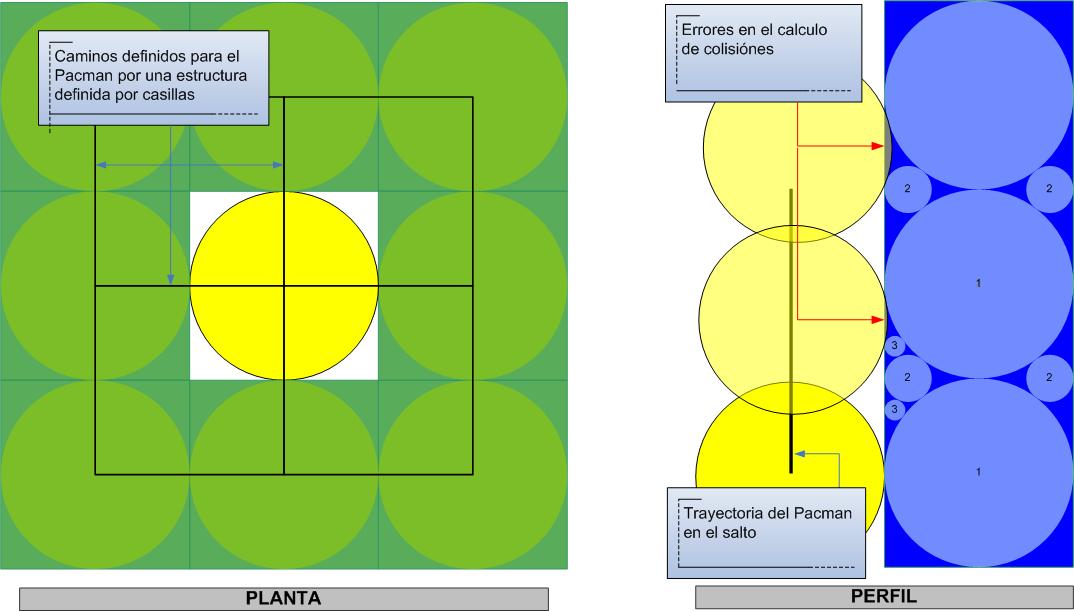 Caminos definidos para el
Pacman por una estructura
definida por casillas
PLANTA
Errores en el calculo
de colisiónes
2
2
1
3
2
2
3
1
Trayectoria del Pacman
en el salto
PERFIL